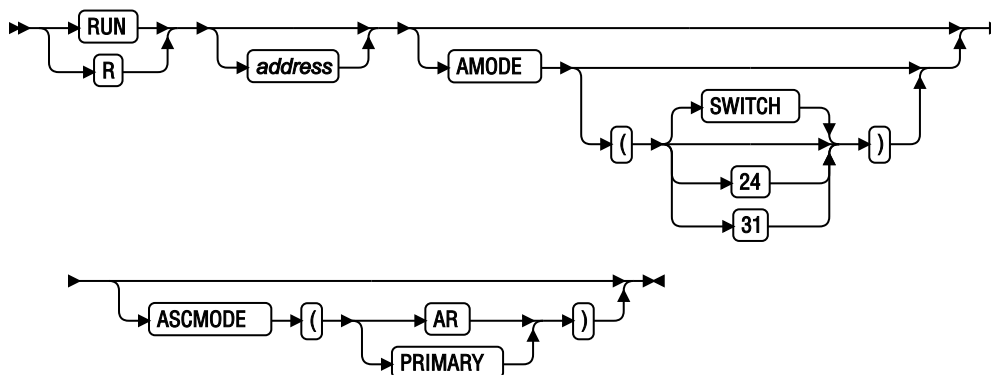 RUN
R
address
AMODE
SWITCH
( )
24
31
ASCMODE ( AR )
PRIMARY